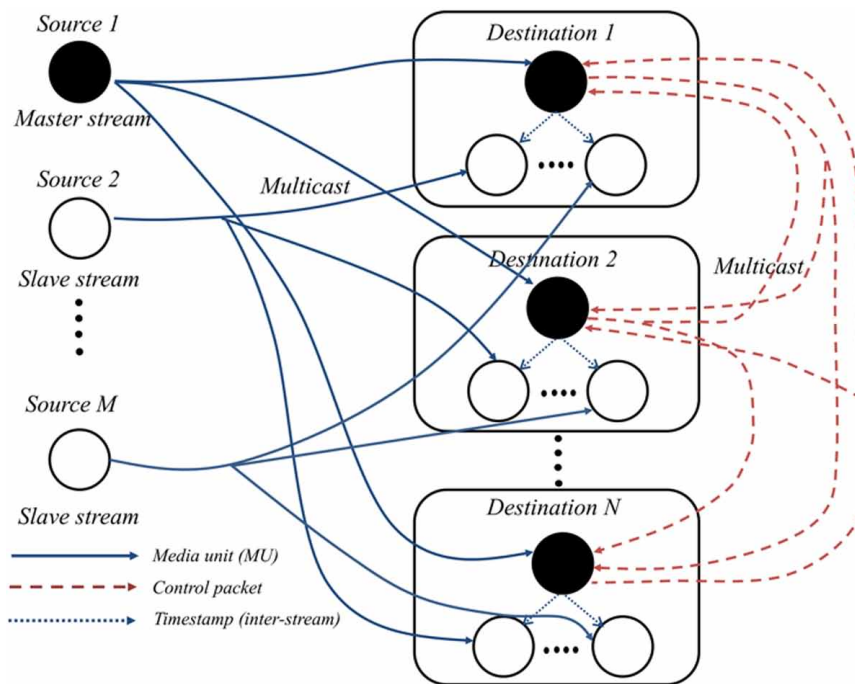 Source 1
Master stream
Source 2
Slave stream
Source M
Slave stream
Multicast
Destination 1
Destination 2
Multicast
Destination N
Media unit (MU)
Control packet
Timestamp (inter-stream)